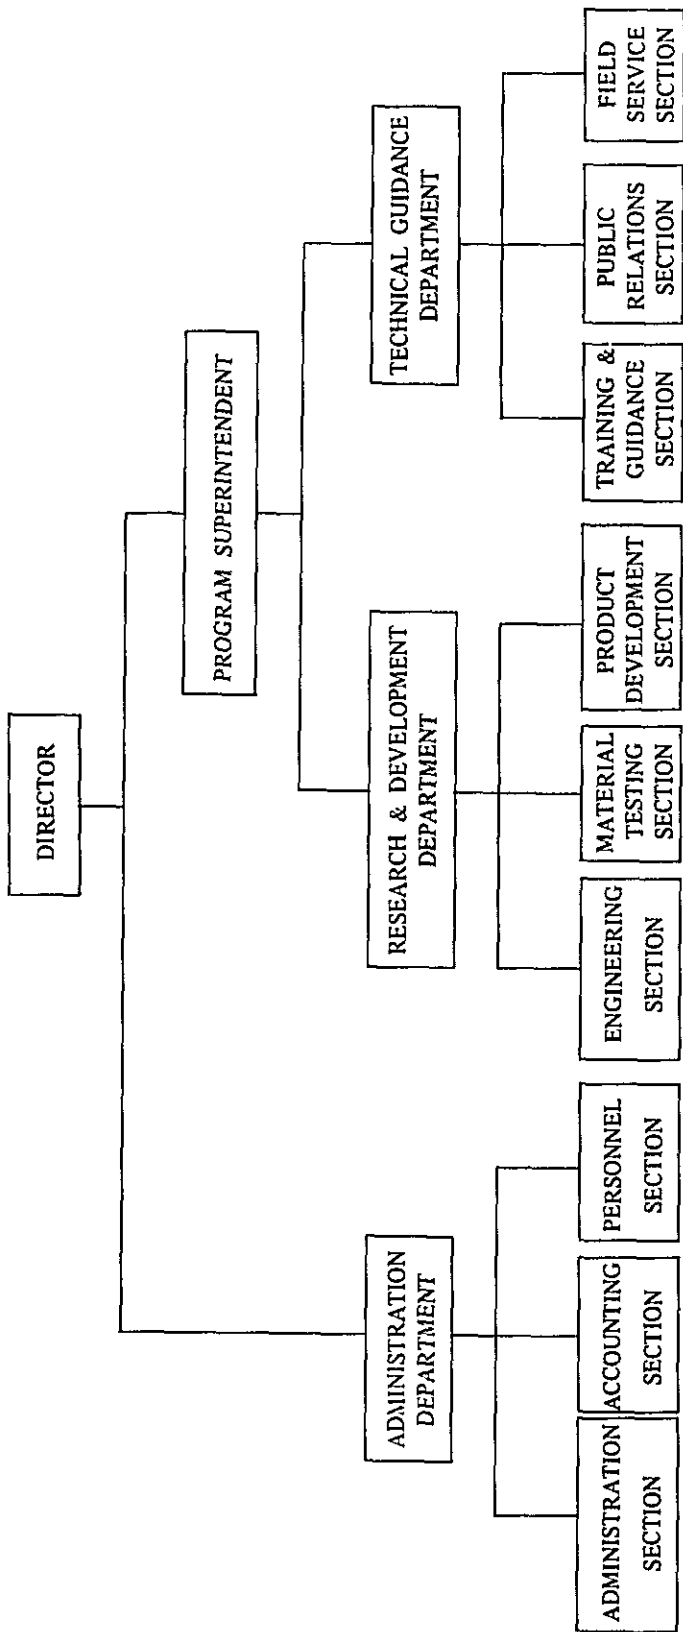 DIRECTOR
PROGRAM SUPERINTENDENT
ADMINISTRATION
DEPARTMENT
RESEARCH & DEVELOPMENT
DEPARTMENT
TECHNICAL GUIDANCE
DEPARTMENT
ADMINISTRATION
SECTION
ACCOUNTING
SECTION
PERSONNEL
SECTION
ENGINEERING
SECTION
MATERIAL
TESTING
SECTION
PRODUCT
DEVELOPMENT
SECTION
TRAINING &
GUIDANCE
SECTION
PUBLIC
RELATIONS
SECTION
FIELD
SERVICE
SECTION